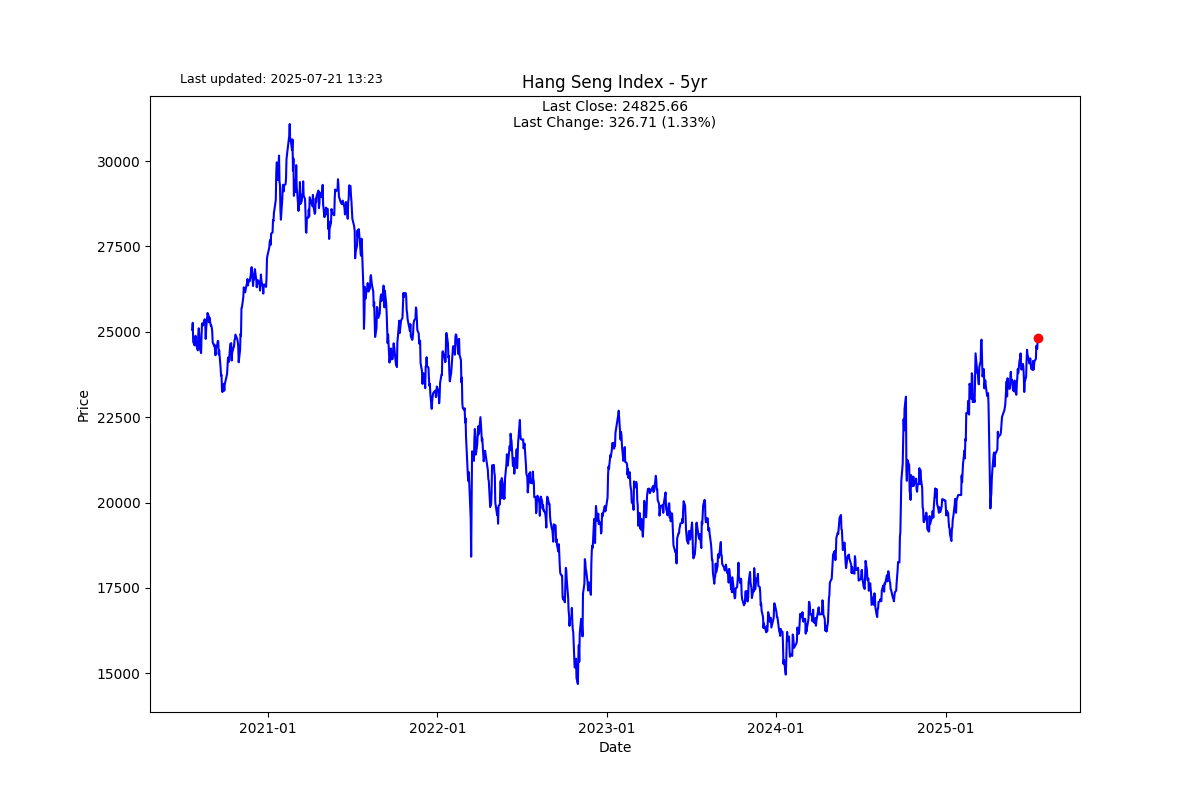 Last updated: 2025-07-21 13:23
Hang Seng Index - 5yr
Last Close: 24825.66
Last Change: 326.71 (1.33%)
30000
27500
25000
22500
20000
17500
15000
Price
2021-01
2022-01
2023-01
2024-01
2025-01
Date